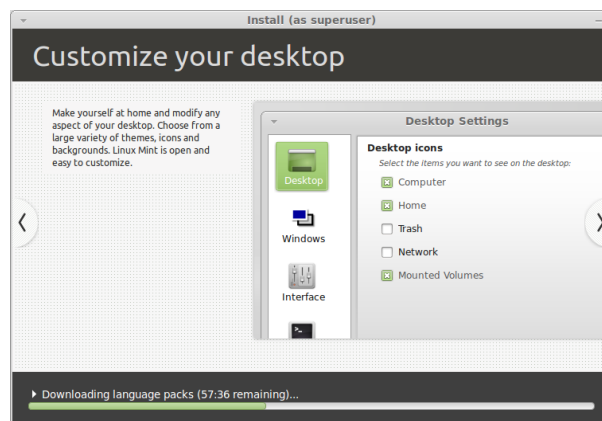 Install (as superuser)
Customize your desktop
Make yourself at home and modify any
aspect of your desktop. Choose from a
large variety of themes, icons and
backgrounds. Linux Mint is open and
easy to customize.
Desktop Settings
Desktop
Windows
Interface
Desktop icons
Select the items you want to see on the desktop:
Computer
Home
Trash
Network
Mounted Volumes
Downloading language packs (57:36 remaining)...